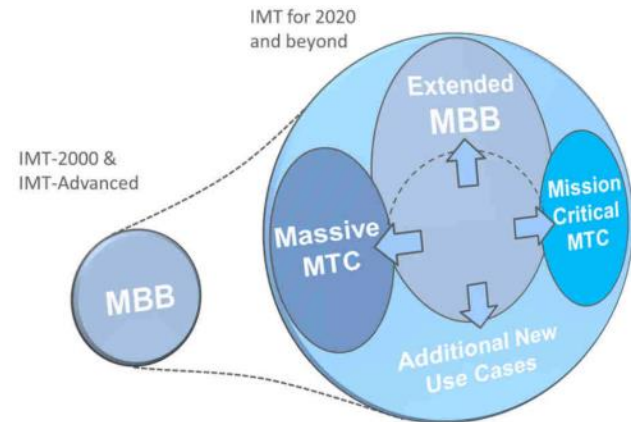 IMT for 2020
and beyond
IMT-2000 &
IMT-Advanced
MBB
Extended
MBB
Massive
MTC
Mission
Critical
MTC
Additional New
Use Cases